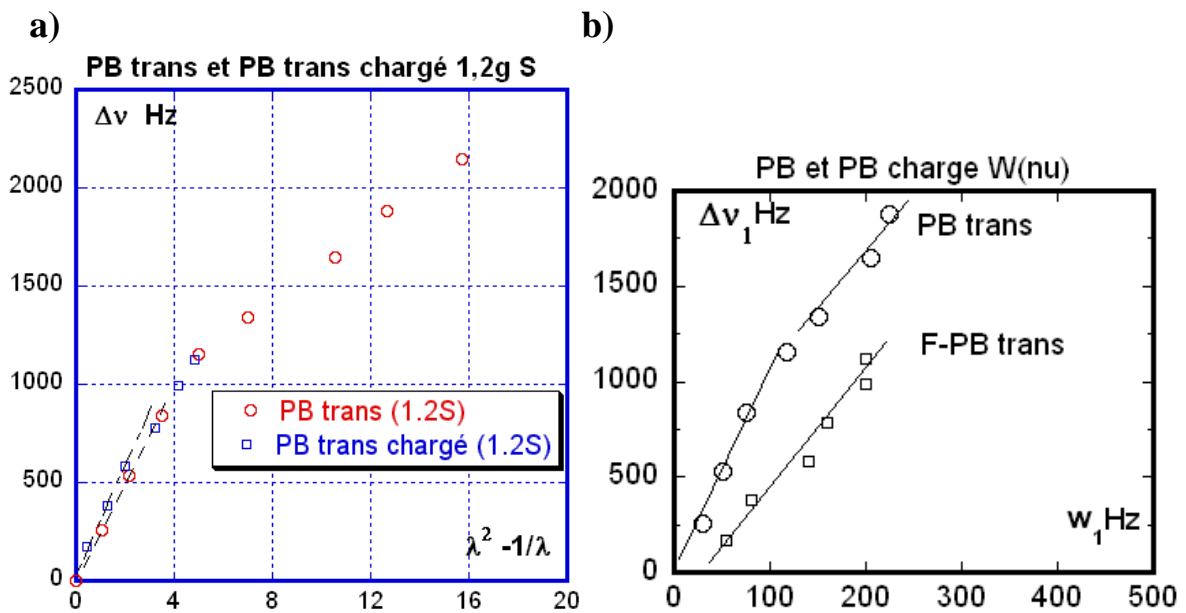 a)
PB trans et PB trans chargé 1,2g S
2500
2000
1500
1000
500
0
Δν Hz
PB trans (1.2S)
PB trans chargé (1.2S)
λ² -1/λ
0 4 8 12 16 20
b)
PB et PB charge W(nu)
2000
1500
1000
500
0
Δν₁Hz
PB trans
F-PB trans
w₁Hz
0 100 200 300 400 500